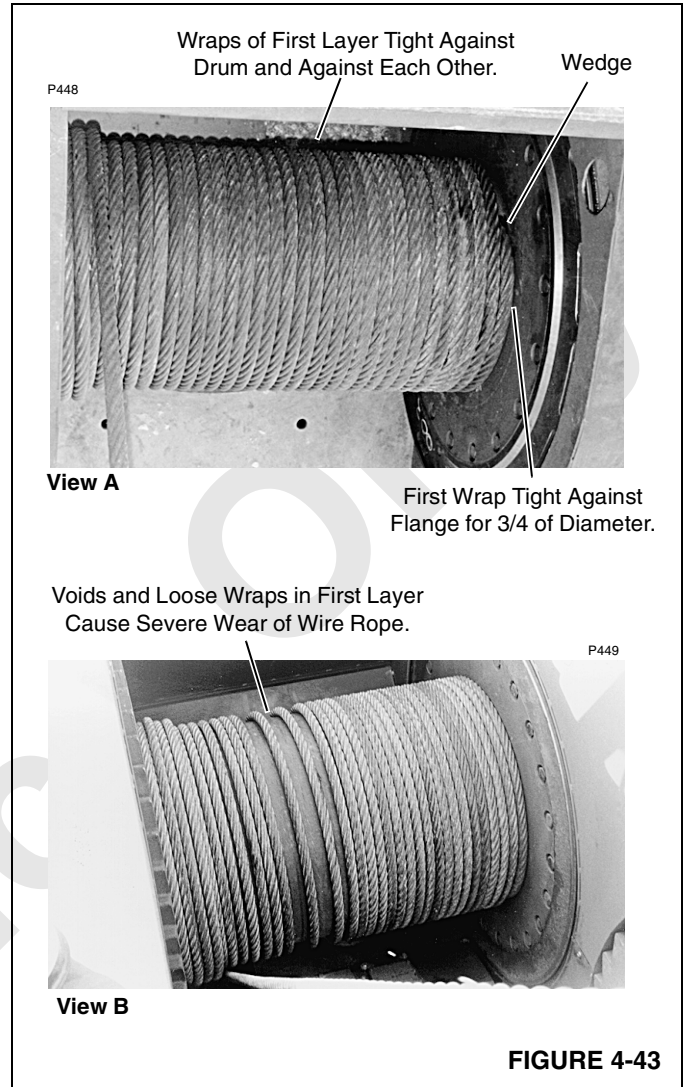 Wraps of First Layer Tight Against
Drum and Against Each Other.
Wedge
P448
View A
First Wrap Tight Against
Flange for 3/4 of Diameter.
Voids and Loose Wraps in First Layer
Cause Severe Wear of Wire Rope.
P449
View B
FIGURE 4-43